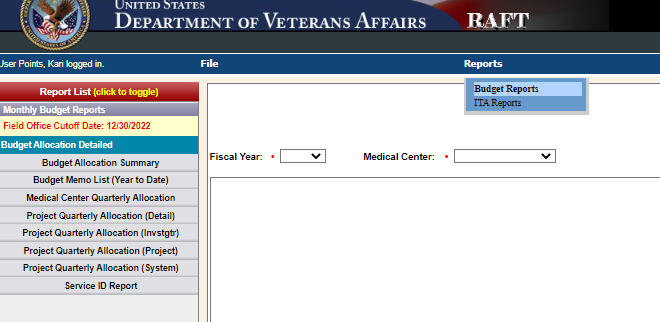 UNITED STATES
DEPARTMENT OF VETERANS AFFAIRS
RAFT
User Points, Kari logged in.
File
Reports
Budget Reports
ITA Reports
Report List (click to toggle)
Monthly Budget Reports
Field Office Cutoff Date: 12/30/2022
Budget Allocation Detailed
Budget Allocation Summary
Budget Memo List (Year to Date)
Medical Center Quarterly Allocation
Project Quarterly Allocation (Detail)
Project Quarterly Allocation (Invstgtr)
Project Quarterly Allocation (Project)
Project Quarterly Allocation (System)
Service ID Report
Fiscal Year: •
Medical Center: •